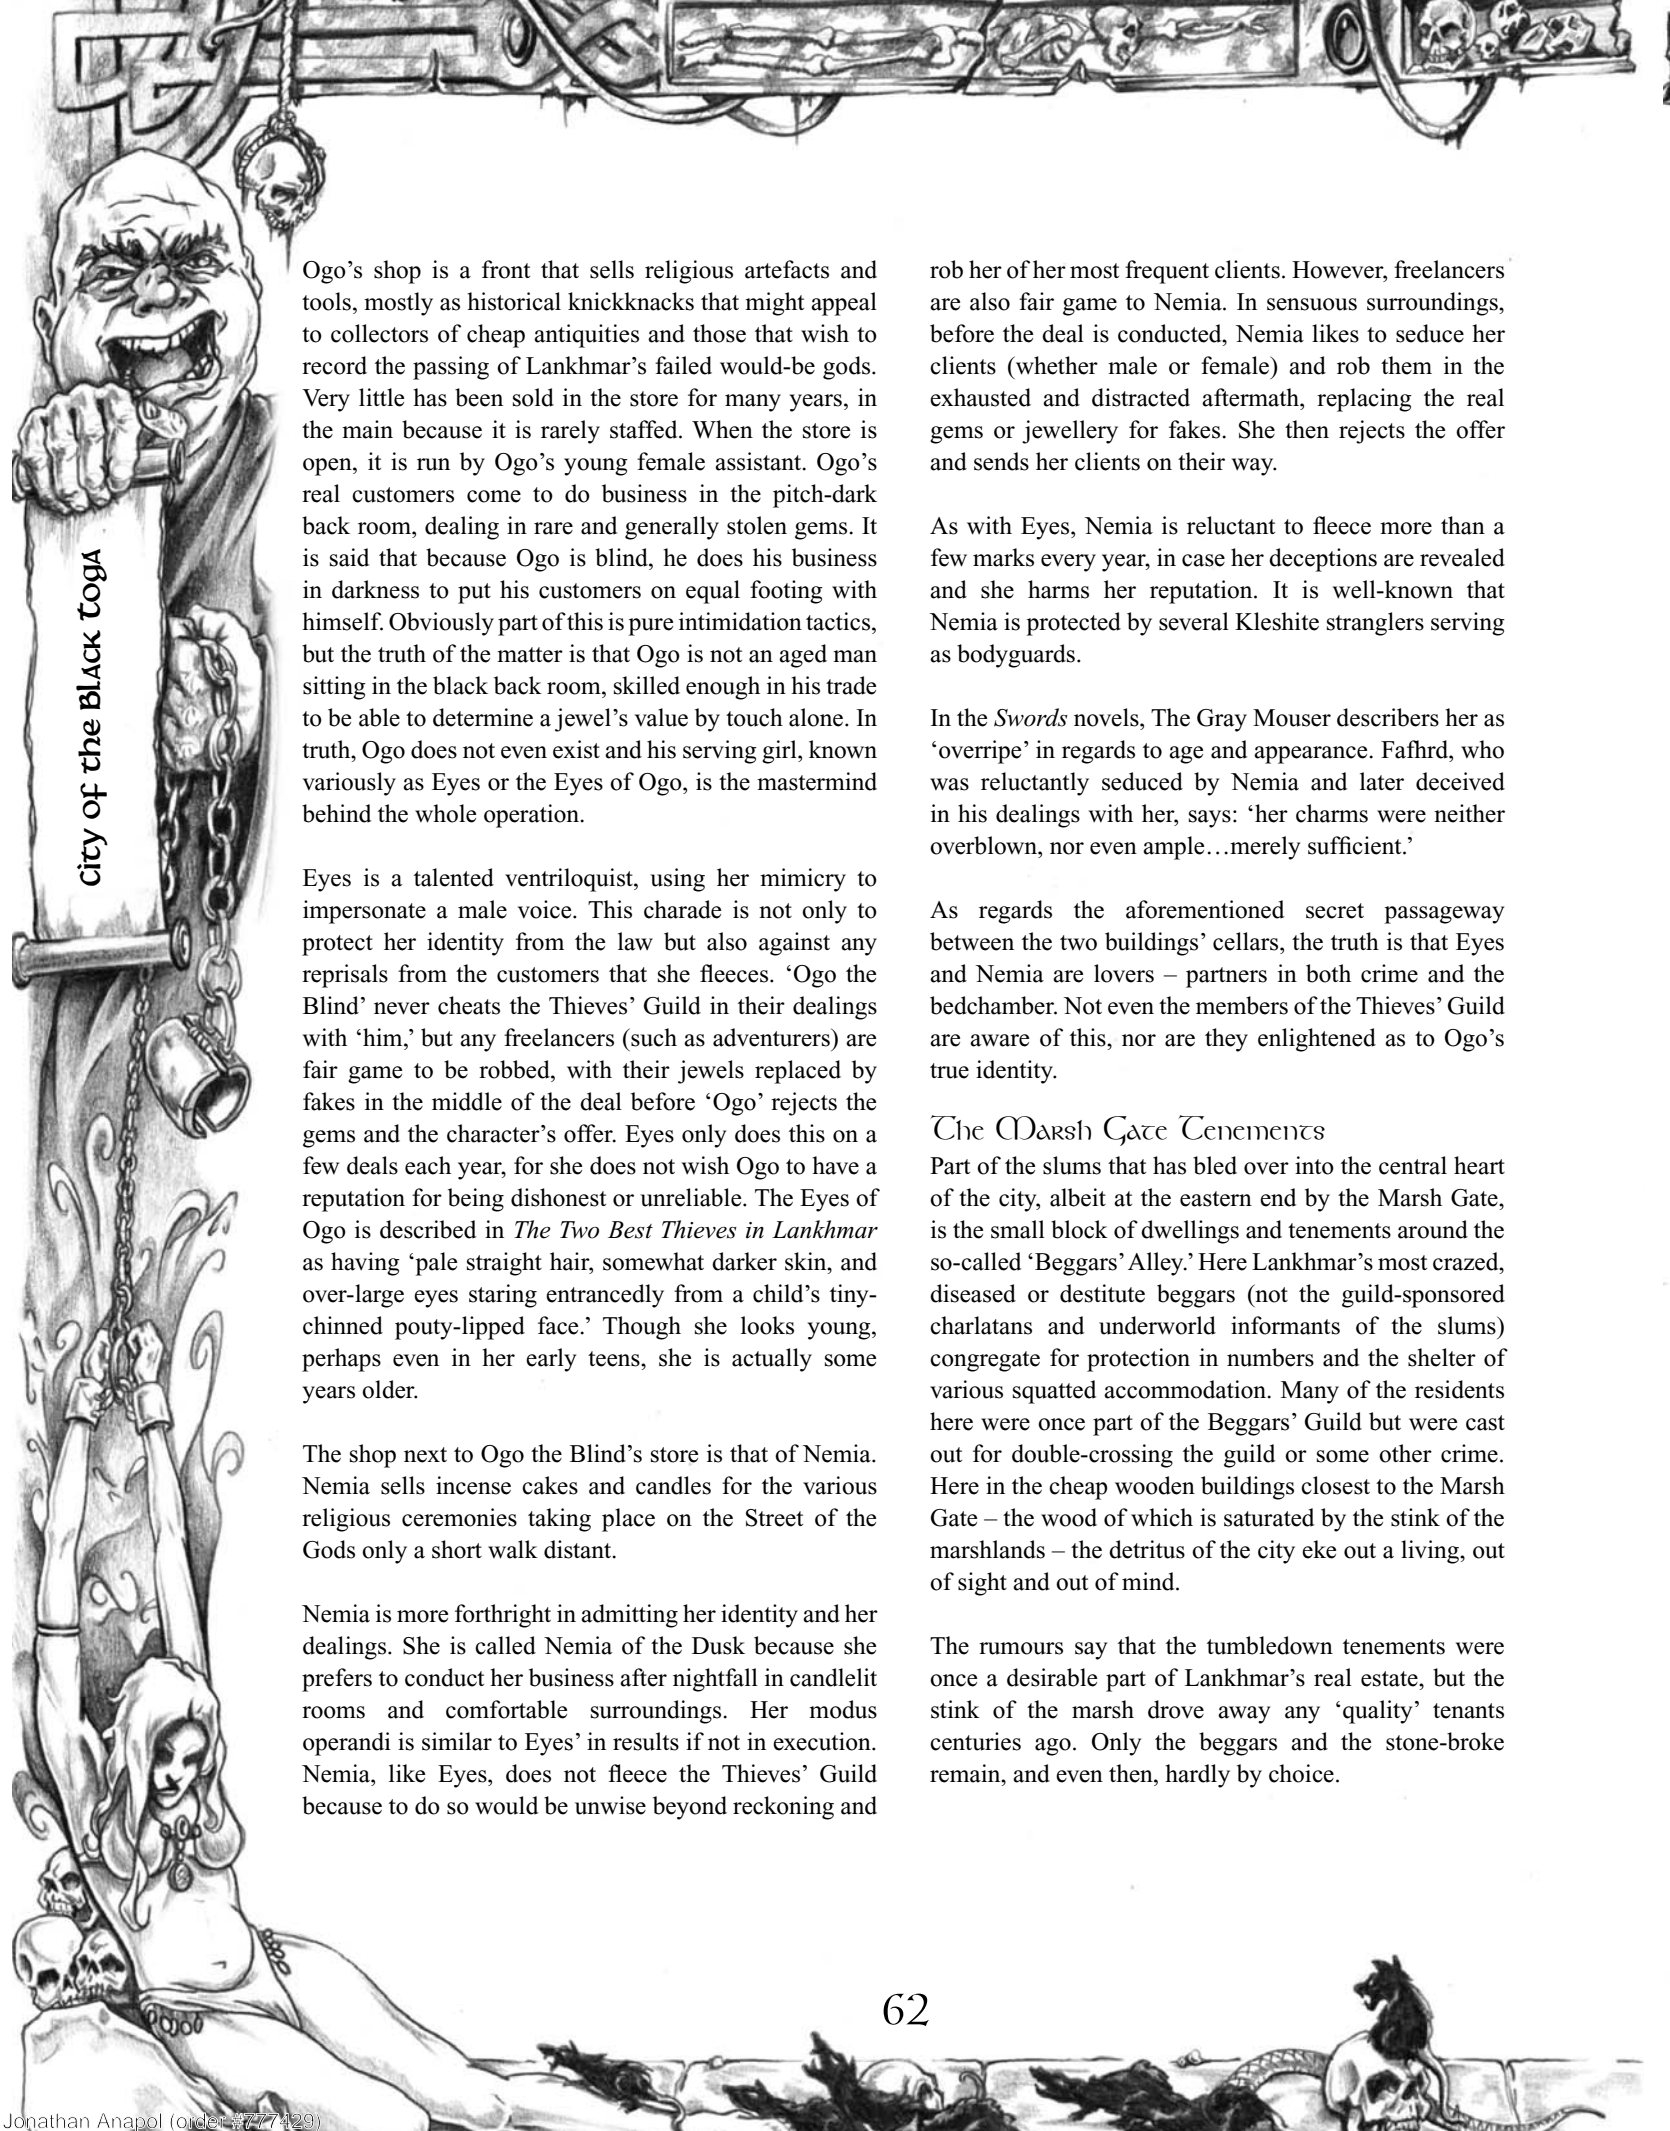 City of the Black Toga
Ogo’s shop is a front that sells religious artefacts and
tools, mostly as historical knickknacks that might appeal
to collectors of cheap antiquities and those that wish to
record the passing of Lankhmar’s failed would-be gods.
Very little has been sold in the store for many years, in
the main because it is rarely staffed. When the store is
open, it is run by Ogo’s young female assistant. Ogo’s
real customers come to do business in the pitch-dark
back room, dealing in rare and generally stolen gems. It
is said that because Ogo is blind, he does his business
in darkness to put his customers on equal footing with
himself. Obviously part of this is pure intimidation tactics,
but the truth of the matter is that Ogo is not an aged man
sitting in the black back room, skilled enough in his trade
to be able to determine a jewel’s value by touch alone. In
truth, Ogo does not even exist and his serving girl, known
variously as Eyes or the Eyes of Ogo, is the mastermind
behind the whole operation.
Eyes is a talented ventriloquist, using her mimicry to
impersonate a male voice. This charade is not only to
protect her identity from the law but also against any
reprisals from the customers that she fleeces. ‘Ogo the
Blind’ never cheats the Thieves’ Guild in their dealings
with ‘him,’ but any freelancers (such as adventurers) are
fair game to be robbed, with their jewels replaced by
fakes in the middle of the deal before ‘Ogo’ rejects the
gems and the character’s offer. Eyes only does this on a
few deals each year, for she does not wish Ogo to have a
reputation for being dishonest or unreliable. The Eyes of
Ogo is described in The Two Best Thieves in Lankhmar
as having ‘pale straight hair, somewhat darker skin, and
over-large eyes staring entrancedly from a child’s tiny-
chinned pouty-lipped face.’ Though she looks young,
perhaps even in her early teens, she is actually some
years older.
The shop next to Ogo the Blind’s store is that of Nemia.
Nemia sells incense cakes and candles for the various
religious ceremonies taking place on the Street of the
Gods only a short walk distant.
Nemia is more forthright in admitting her identity and her
dealings. She is called Nemia of the Dusk because she
prefers to conduct her business after nightfall in candlelit
rooms and comfortable surroundings. Her modus
operandi is similar to Eyes’ in results if not in execution.
Nemia, like Eyes, does not fleece the Thieves’ Guild
because to do so would be unwise beyond reckoning and
rob her of her most frequent clients. However, freelancers
are also fair game to Nemia. In sensuous surroundings,
before the deal is conducted, Nemia likes to seduce her
clients (whether male or female) and rob them in the
exhausted and distracted aftermath, replacing the real
gems or jewellery for fakes. She then rejects the offer
and sends her clients on their way.
As with Eyes, Nemia is reluctant to fleece more than a
few marks every year, in case her deceptions are revealed
and she harms her reputation. It is well-known that
Nemia is protected by several Kleshite stranglers serving
as bodyguards.
In the Swords novels, The Gray Mouser describers her as
‘overripe’ in regards to age and appearance. Fafhrd, who
was reluctantly seduced by Nemia and later deceived
in his dealings with her, says: ‘her charms were neither
overblown, nor even ample…merely sufficient.’
As regards the aforementioned secret passageway
between the two buildings’ cellars, the truth is that Eyes
and Nemia are lovers – partners in both crime and the
bedchamber. Not even the members of the Thieves’ Guild
are aware of this, nor are they enlightened as to Ogo’s
true identity.
The Marsh Gate Tenements
Part of the slums that has bled over into the central heart
of the city, albeit at the eastern end by the Marsh Gate,
is the small block of dwellings and tenements around the
so-called ‘Beggars’ Alley.’ Here Lankhmar’s most crazed,
diseased or destitute beggars (not the guild-sponsored
charlatans and underworld informants of the slums)
congregate for protection in numbers and the shelter of
various squatted accommodation. Many of the residents
here were once part of the Beggars’ Guild but were cast
out for double-crossing the guild or some other crime.
Here in the cheap wooden buildings closest to the Marsh
Gate – the wood of which is saturated by the stink of the
marshlands – the detritus of the city eke out a living, out
of sight and out of mind.
The rumours say that the tumbledown tenements were
once a desirable part of Lankhmar’s real estate, but the
stink of the marsh drove away any ‘quality’ tenants
centuries ago. Only the beggars and the stone-broke
remain, and even then, hardly by choice.
62
Jonathan Anapol (order #777429)